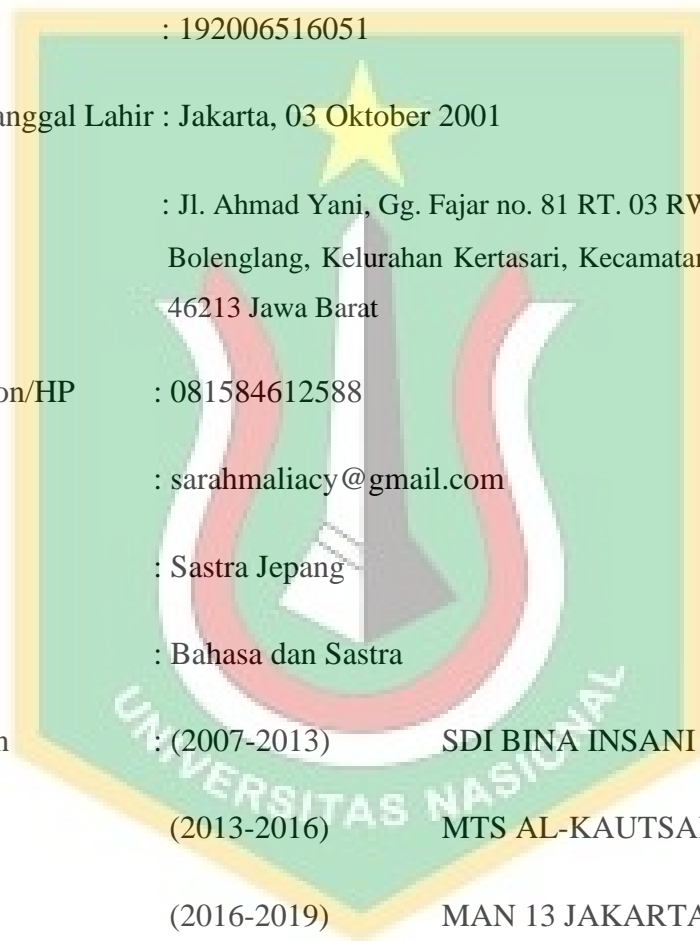 : 192006516051
anggal Lahir : Jakarta, 03 Oktober 2001
: Jl. Ahmad Yani, Gg. Fajar no. 81 RT. 03 RW
Bolenglang, Kelurahan Kertasari, Kecamatan
46213 Jawa Barat
on/HP : 081584612588
: sarahmaliacy@gmail.com
: Sastra Jepang
: Bahasa dan Sastra
n : (2007-2013) SDI BINA INSANI
(2013-2016) MTS AL-KAUTSAR
(2016-2019) MAN 13 JAKARTA
UNIVERSITAS NASIONAL